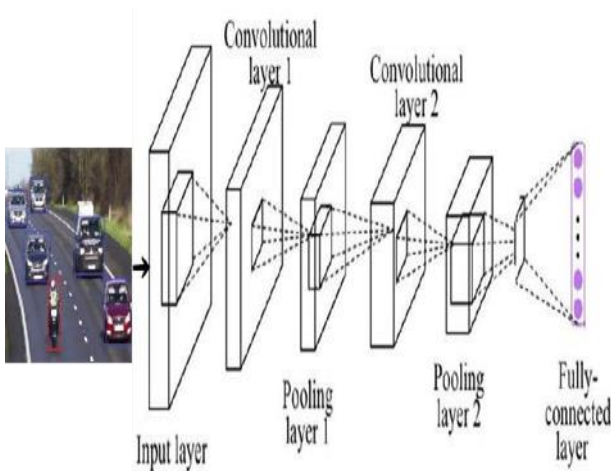 Convolutional
layer 1
Convolutional
layer 2
Pooling
layer 1
Pooling
layer 2
Fully-
connected
layer
Input layer